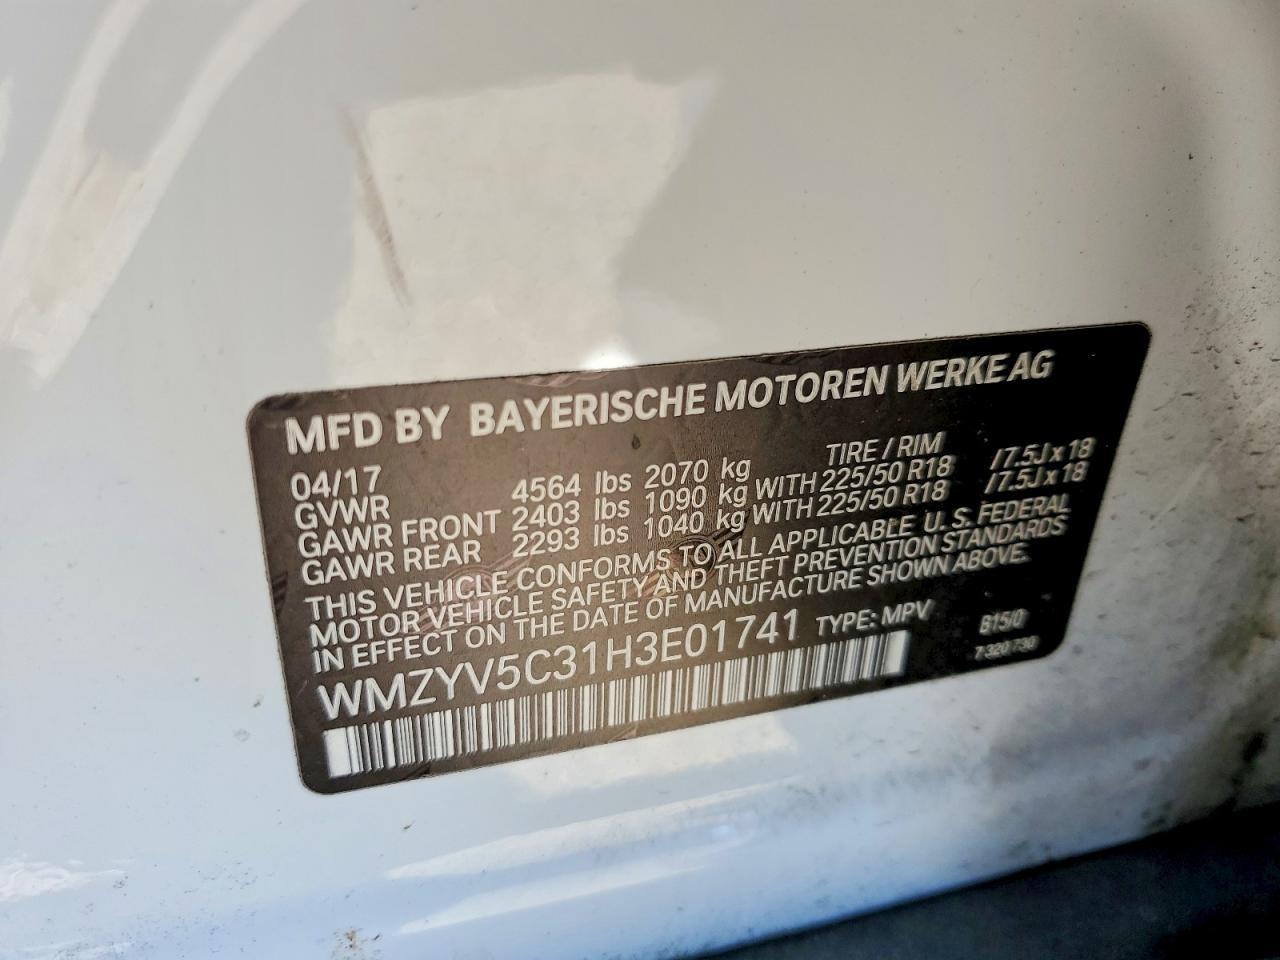 MFD BY BAYERISCHE MOTOREN WERKE AG
04/17 TIRE / RIM
GVWR 4564 lbs 2070 kg
GAWR FRONT 2403 lbs 1090 kg WITH 225/50 R18 /7.5J x 18
GAWR REAR 2293 lbs 1040 kg WITH 225/50 R18 /7.5J x 18
THIS VEHICLE CONFORMS TO ALL APPLICABLE U. S. FEDERAL
MOTOR VEHICLE SAFETY AND THEFT PREVENTION STANDARDS
IN EFFECT ON THE DATE OF MANUFACTURE SHOWN ABOVE.
WMZYV5C31H3E01741 TYPE: MPV B15/0
7 320 730